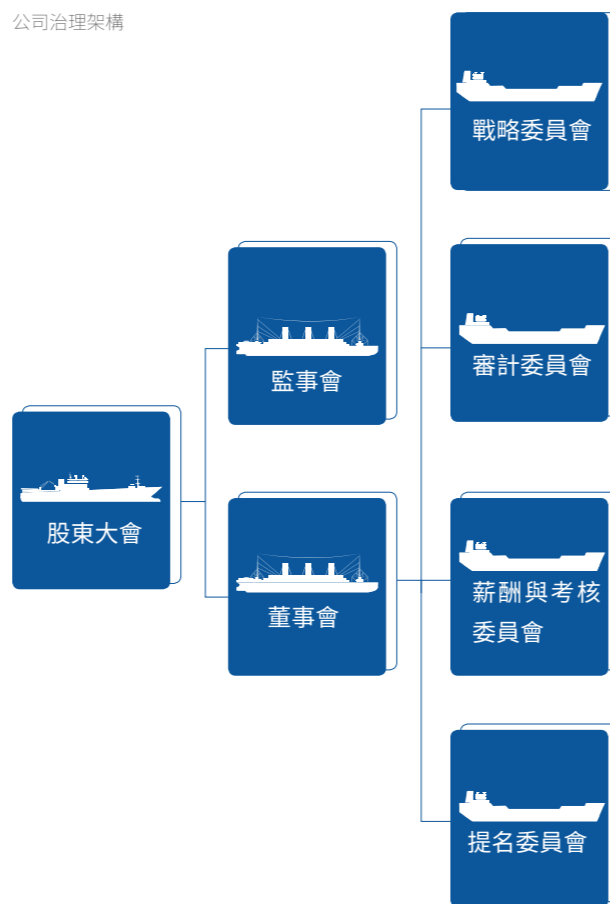 公司治理架構
戰略委員會
審計委員會
監事會
股東大會
董事會
薪酬與考核
委員會
提名委員會